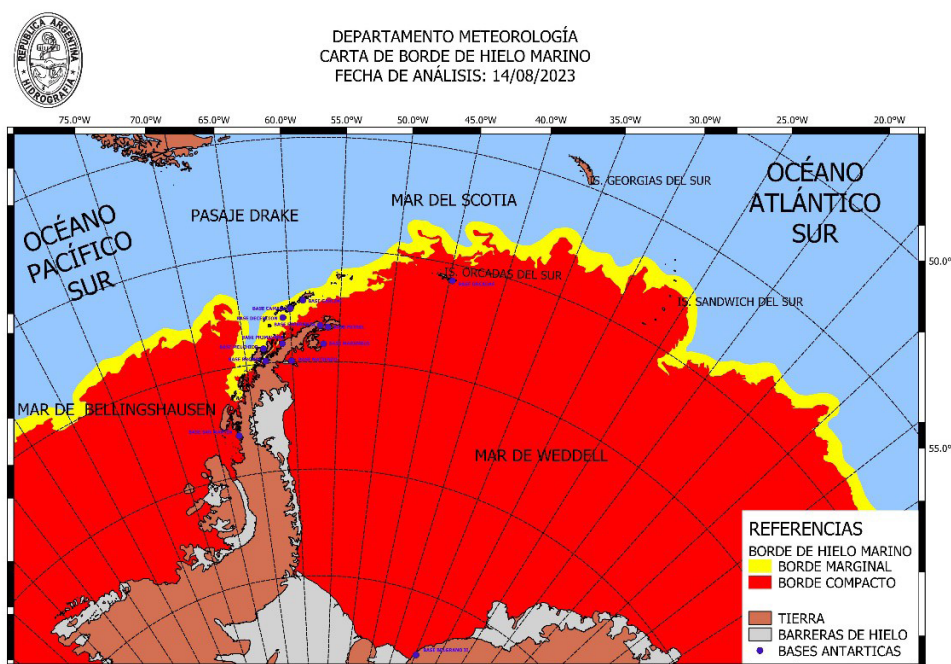 REPUBLICA ARGENTINA
HIDROGRAFIA
DEPARTAMENTO METEOROLOGÍA
CARTA DE BORDE DE HIELO MARINO
FECHA DE ANÁLISIS: 14/08/2023
75.0°W 70.0°W 65.0°W 60.0°W 55.0°W 50.0°W 45.0°W 40.0°W 35.0°W 30.0°W 25.0°W 20.0°W
OCÉANO
PACÍFICO
SUR
PASAJE DRAKE
MAR DEL SCOTIA
IS. GEORGIAS DEL SUR
OCÉANO
ATLÁNTICO
SUR
50.0°
IS. ORCADAS DEL SUR
IS. SANDWICH DEL SUR
MAR DE BELLINGSHAUSEN
MAR DE WEDDELL
55.0°
BASE BELGRANO II
REFERENCIAS
BORDE DE HIELO MARINO
BORDE MARGINAL
BORDE COMPACTO
TIERRA
BARRERAS DE HIELO
BASES ANTARTICAS